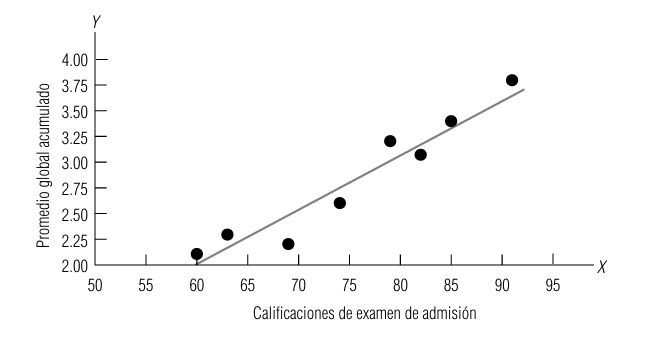 Y
4.00
3.75
3.50
3.25
3.00
2.75
2.50
2.25
2.00
Promedio global acumulado
50 55 60 65 70 75 80 85 90 95
X
Calificaciones de examen de admisión